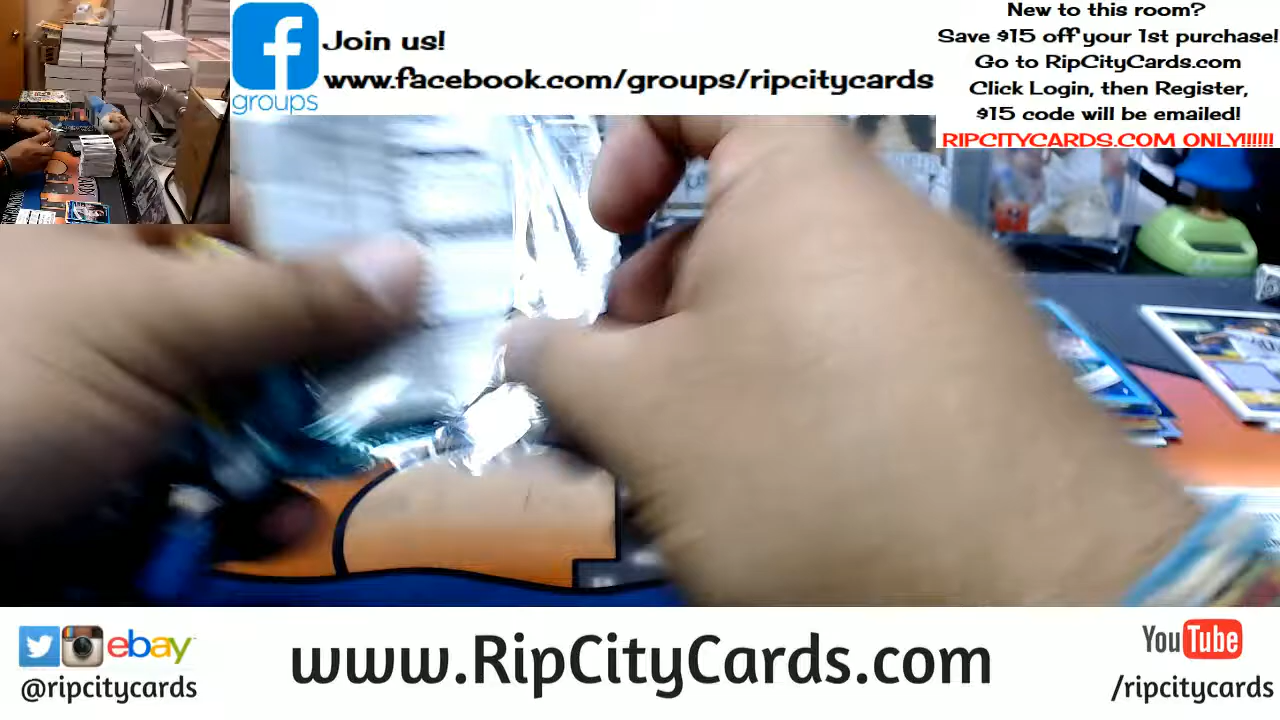 groups
Join us!
www.facebook.com/groups/ripcitycards
New to this room?
Save $15 off your 1st purchase!
Go to RipCityCards.com
Click Login, then Register,
$15 code will be emailed!
RIPCITYCARDS.COM ONLY!!!!!!
ebay
@ripcitycards
www.RipCityCards.com
YouTube
/ripcitycards